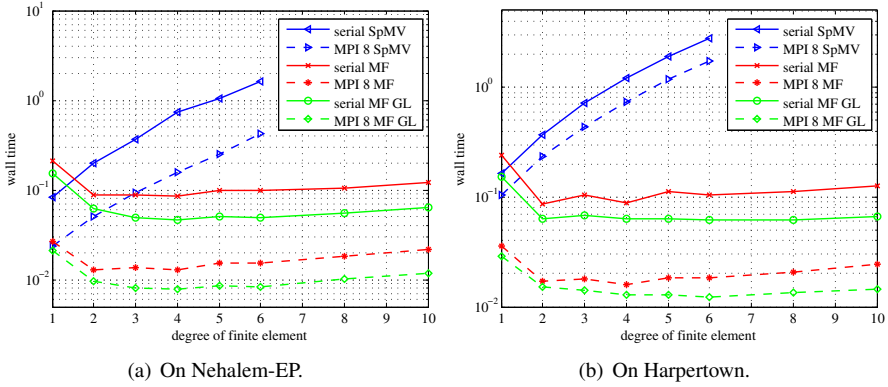 10^1
10^0
10^-1
10^-2
wall time
1 2 3 4 5 6 8 10
degree of finite element
serial SpMV
MPI 8 SpMV
serial MF
MPI 8 MF
serial MF GL
MPI 8 MF GL
(a) On Nehalem-EP.
10^0
10^-1
10^-2
wall time
1 2 3 4 5 6 8 10
degree of finite element
serial SpMV
MPI 8 SpMV
serial MF
MPI 8 MF
serial MF GL
MPI 8 MF GL
(b) On Harpertown.